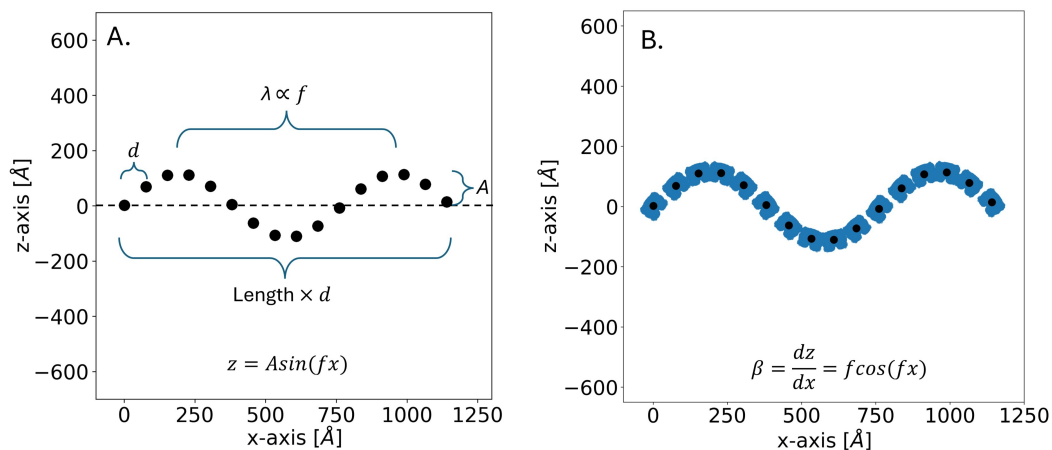 A.
600
400
200
0
−200
−400
−600
z-axis [Å]
λ ∝ f
d
A
Length × d
z = Asin(fx)
0 250 500 750 1000 1250
x-axis [Å]
B.
600
400
200
0
−200
−400
−600
z-axis [Å]
β = dz/dx = fcos(fx)
0 250 500 750 1000 1250
x-axis [Å]